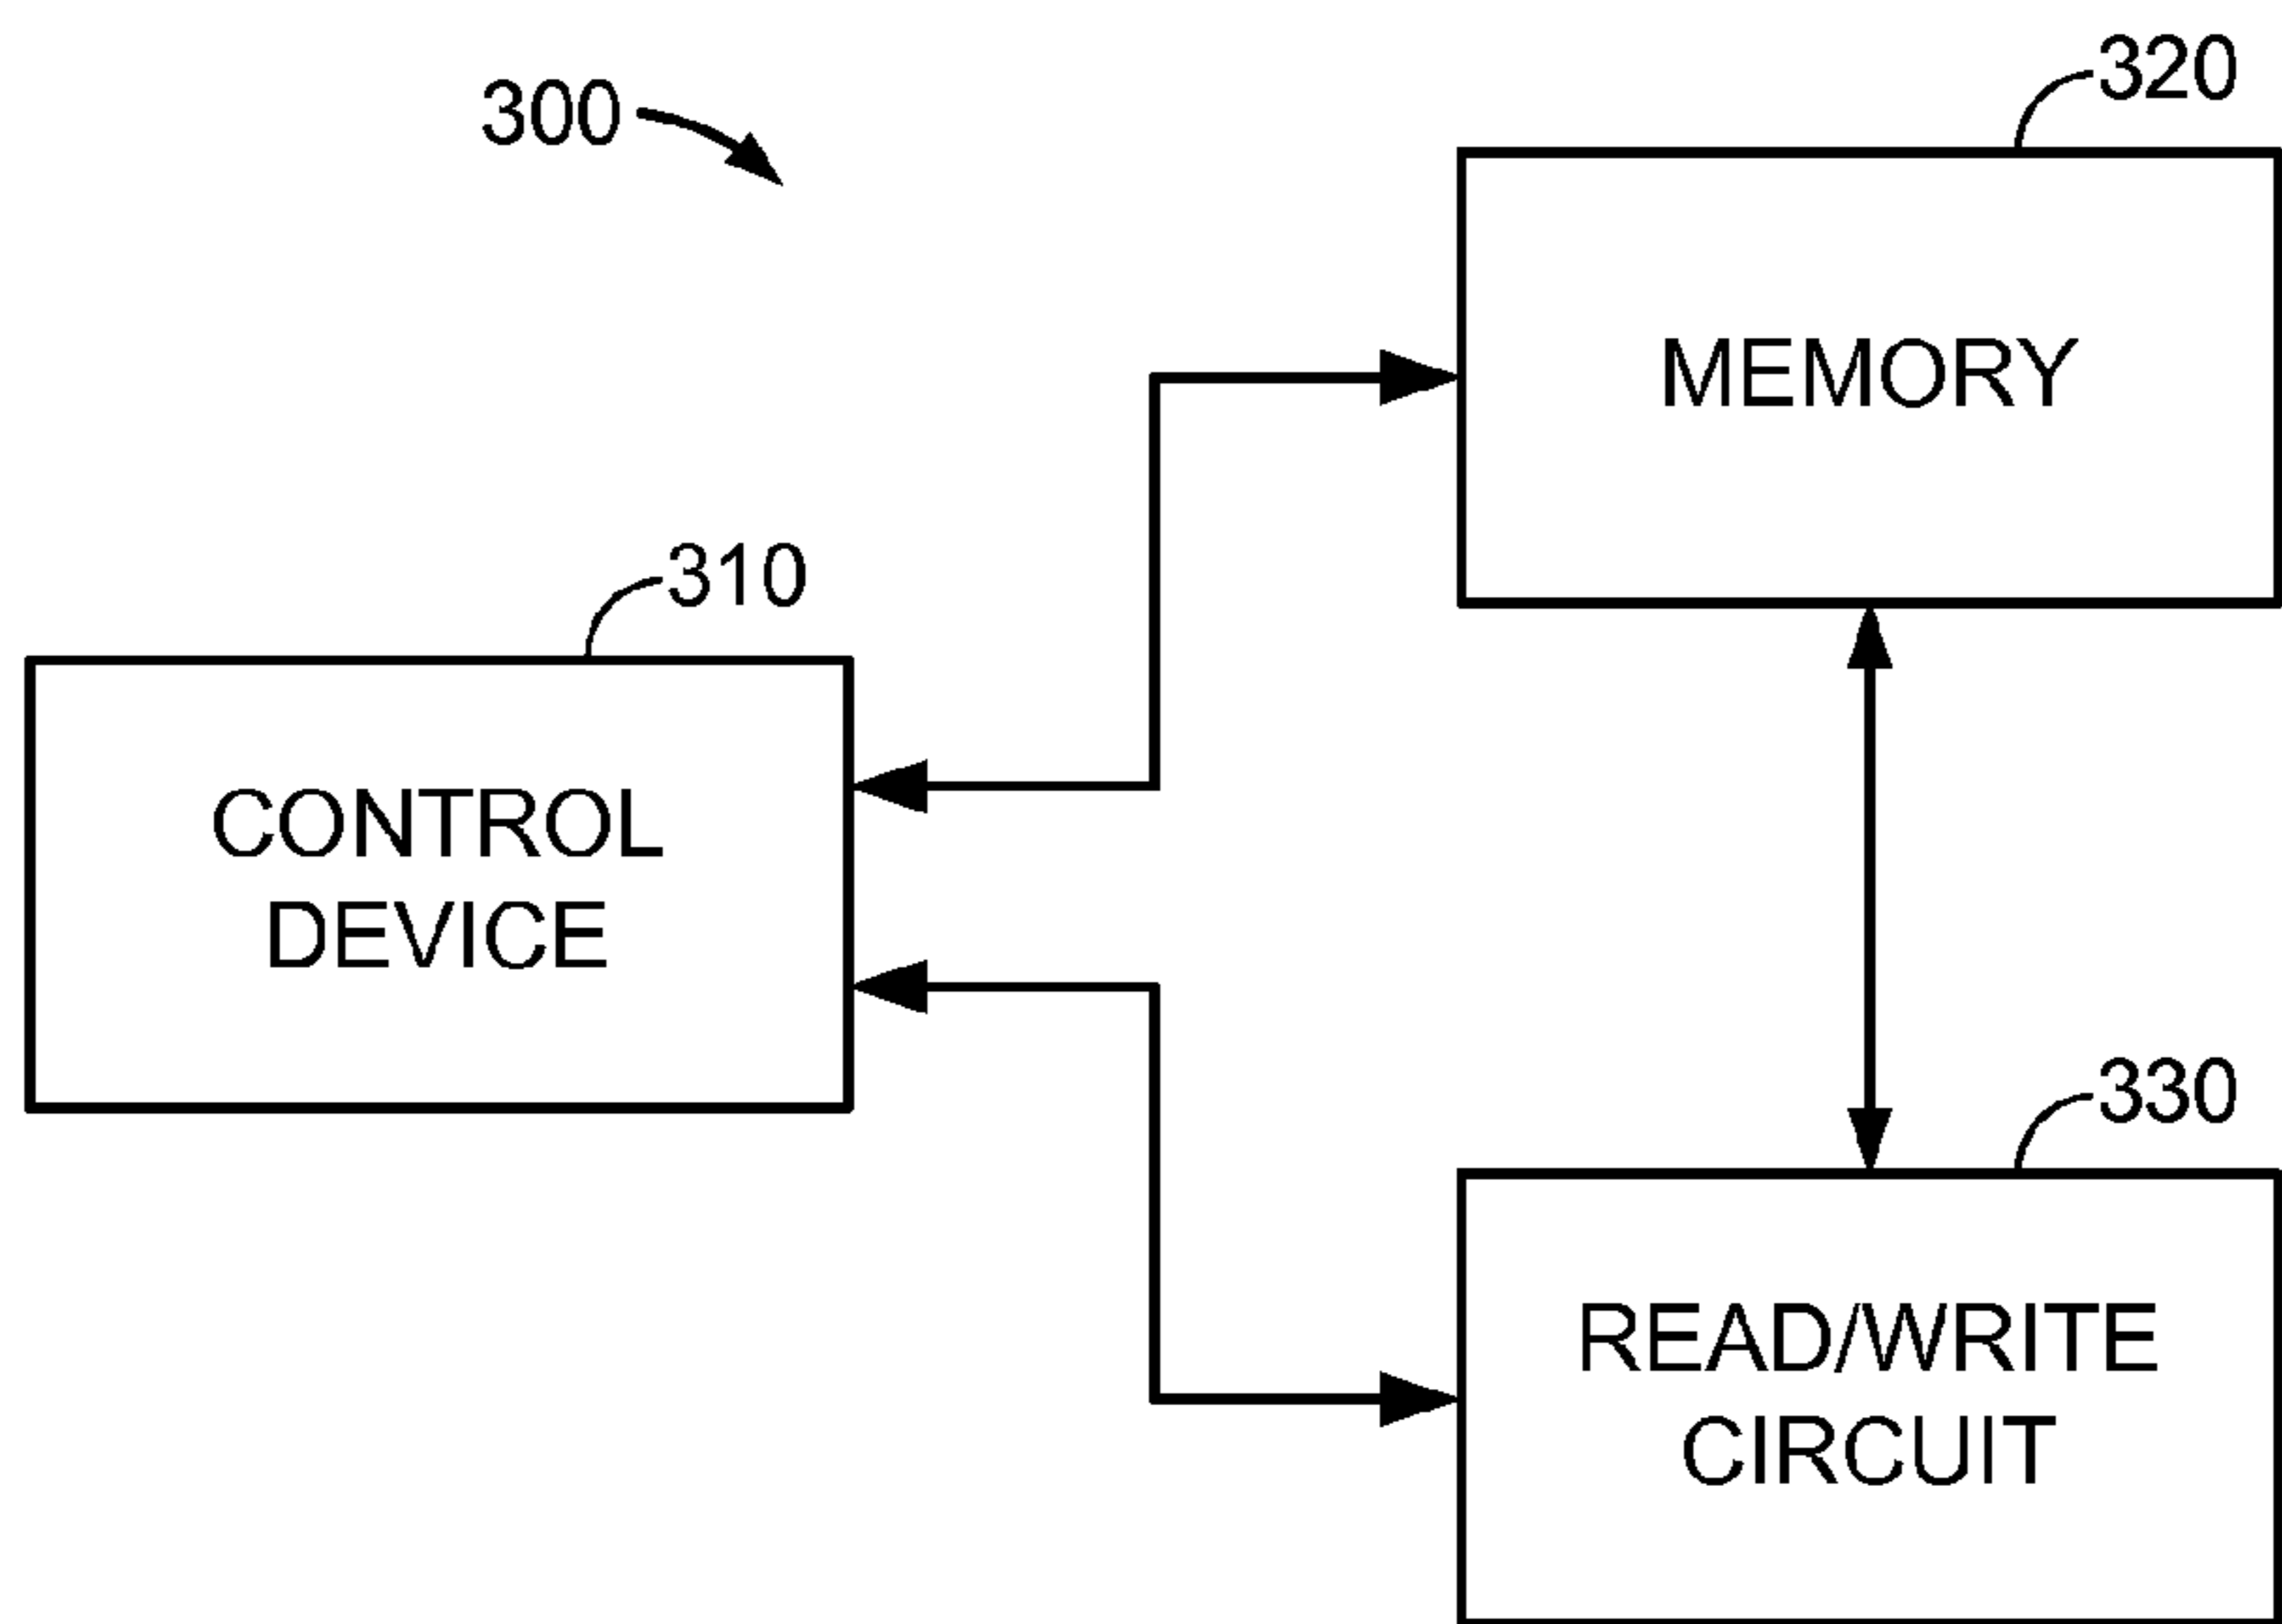 300
320
MEMORY
310
CONTROL
DEVICE
330
READ/WRITE
CIRCUIT